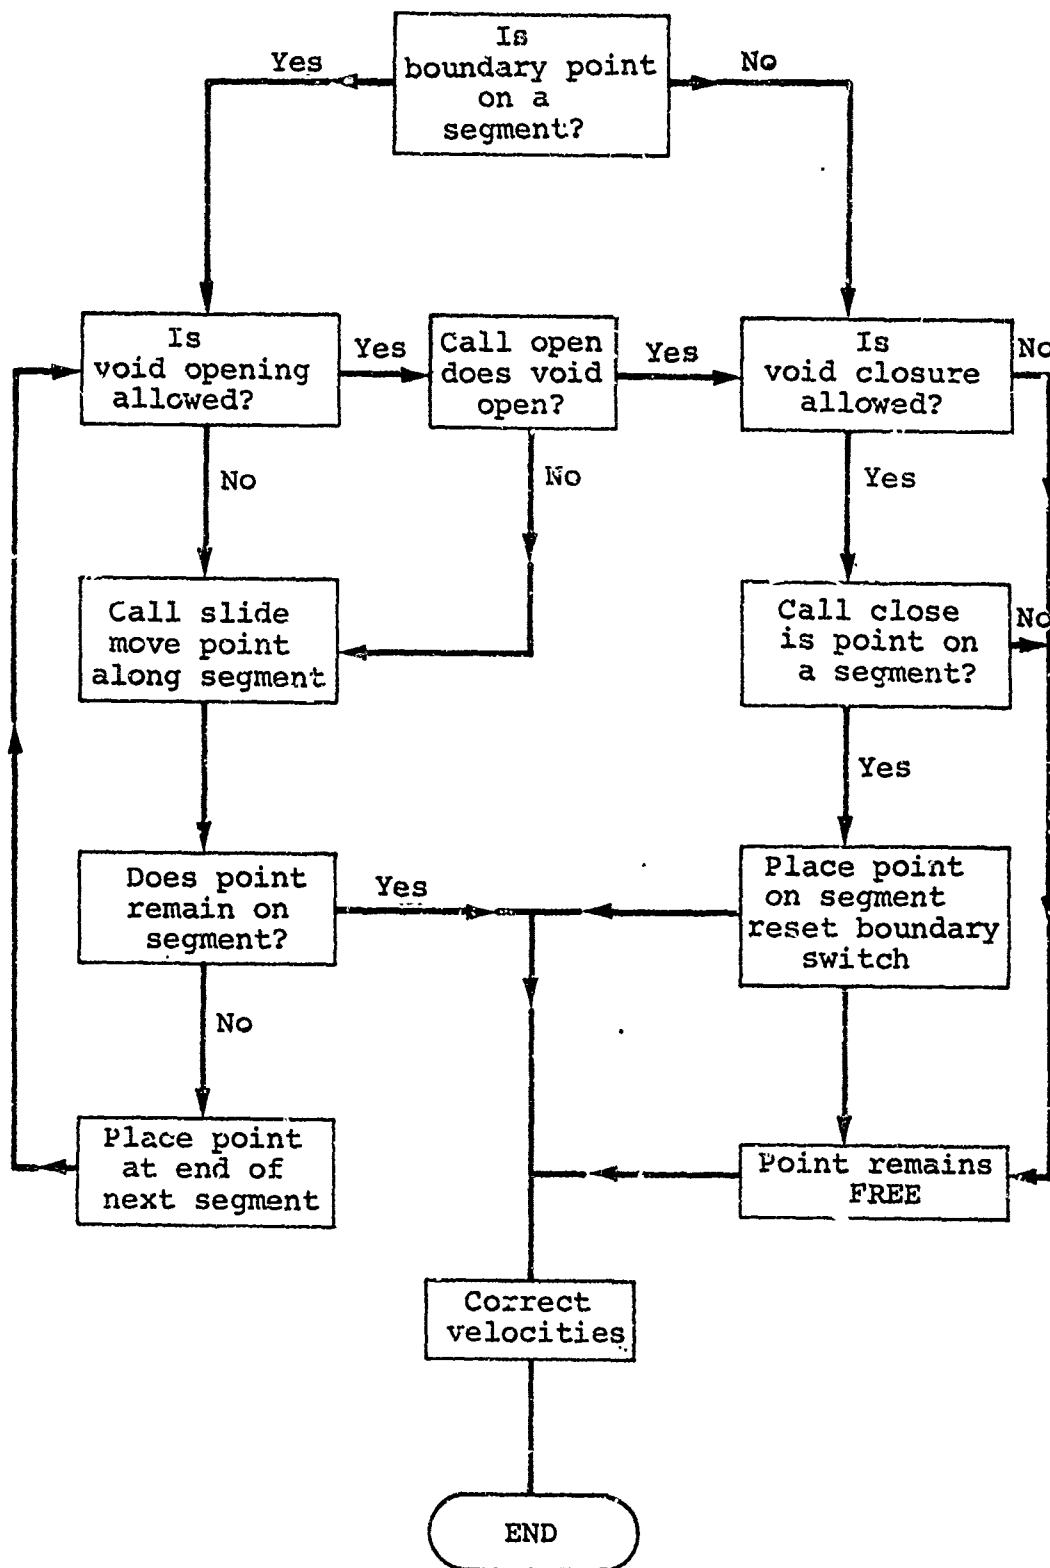 Is
boundary point
on a
segment?
Yes
No
Is
void opening
allowed?
Yes
Call open
does void
open?
Yes
Is
void closure
allowed?
No
No
No
Yes
Call slide
move point
along segment
Call close
is point on
a segment?
No
Yes
Does point
remain on
segment?
Yes
Place point
on segment
reset boundary
switch
No
Place point
at end of
next segment
Point remains
FREE
Correct
velocities
END